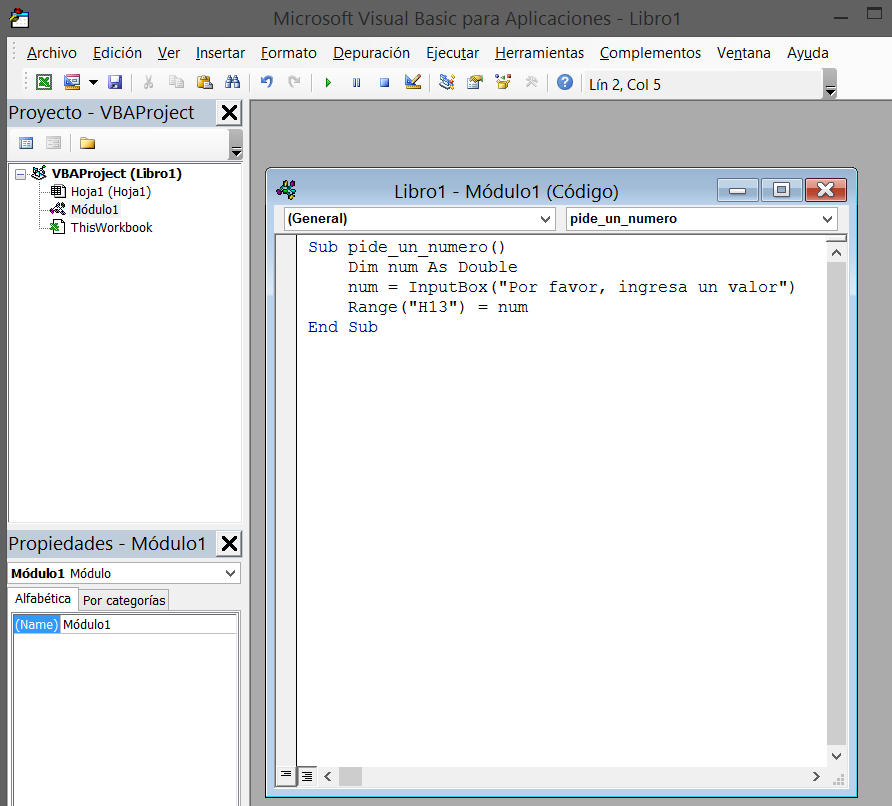 Microsoft Visual Basic para Aplicaciones - Libro1
Archivo Edición Ver Insertar Formato Depuración Ejecutar Herramientas Complementos Ventana Ayuda
Lín 2, Col 5
Proyecto - VBAProject
VBAProject (Libro1)
Hoja1 (Hoja1)
Módulo1
ThisWorkbook
Propiedades - Módulo1
Módulo1 Módulo
Alfabética Por categorías
(Name) Módulo1
Libro1 - Módulo1 (Código)
(General) pide_un_numero
Sub pide_un_numero()
    Dim num As Double
    num = InputBox("Por favor, ingresa un valor")
    Range("H13") = num
End Sub